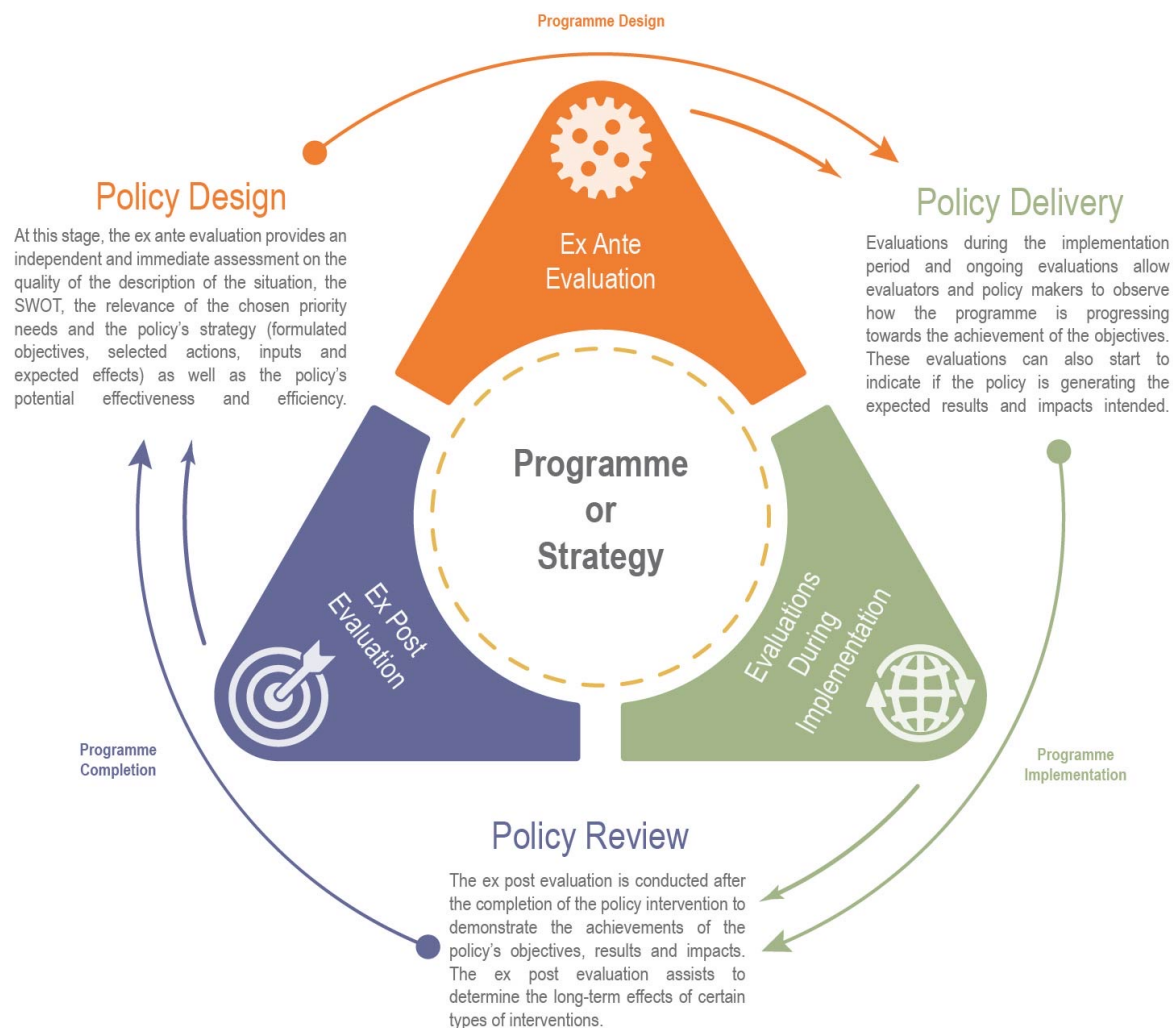 Programme Design
Ex Ante
Evaluation
Policy Design
At this stage, the ex ante evaluation provides an
independent and immediate assessment on the
quality of the description of the situation, the
SWOT, the relevance of the chosen priority
needs and the policy’s strategy (formulated
objectives, selected actions, inputs and
expected effects) as well as the policy’s
potential effectiveness and efficiency.
Policy Delivery
Evaluations during the implementation
period and ongoing evaluations allow
evaluators and policy makers to observe
how the programme is progressing
towards the achievement of the objectives.
These evaluations can also start to
indicate if the policy is generating the
expected results and impacts intended.
Programme
or
Strategy
Ex Post
Evaluation
Evaluations
During
Implementation
Programme
Completion
Programme
Implementation
Policy Review
The ex post evaluation is conducted after
the completion of the policy intervention to
demonstrate the achievements of the
policy’s objectives, results and impacts.
The ex post evaluation assists to
determine the long-term effects of certain
types of interventions.